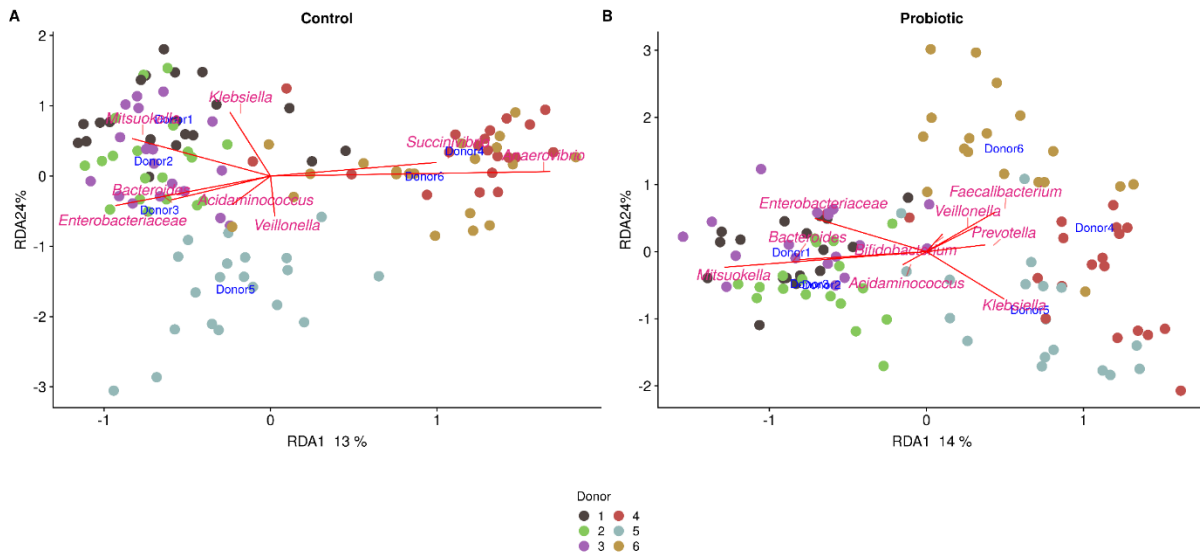 A
Control
2
1
0
-1
-2
-3
RDA24%
Klebsiella
Mitsuokella
Donor1
Donor2
Succinivibrio
Donor4
Anaerovibrio
Donor6
Bacteroides
Donor3
Enterobacteriaceae
Acidaminococcus
Veillonella
Donor5
-1
0
1
RDA1 13 %
B
Probiotic
3
2
1
0
-1
-2
RDA24%
Donor6
Faecalibacterium
Enterobacteriaceae
Veillonella
Donor4
Prevotella
Bacteroides
Donor1
Bifidobacterium
Mitsuokella
Donor3
Donor2
Acidaminococcus
Klebsiella
Donor5
-1
0
1
RDA1 14 %
Donor
1 4
2 5
3 6